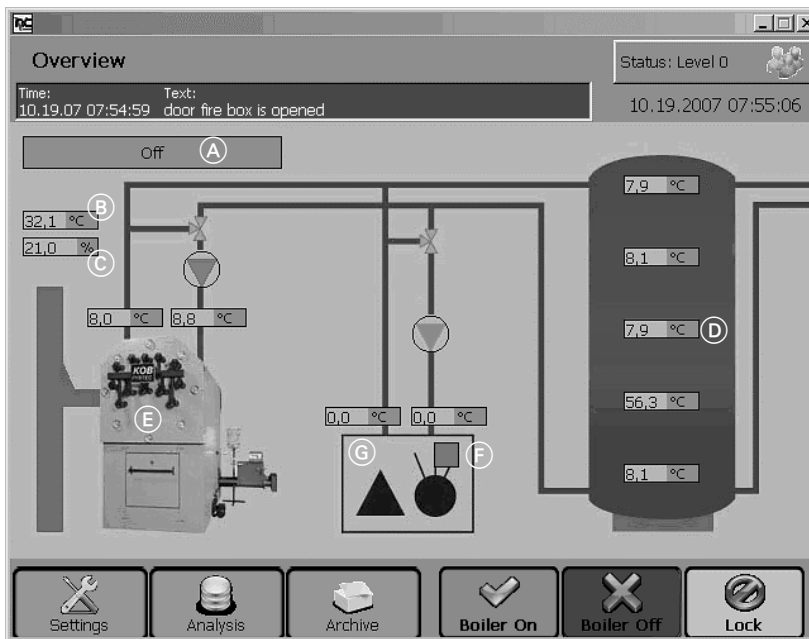 Overview
Status: Level 0
Time: Text:
10.19.07 07:54:59 door fire box is opened
10.19.2007 07:55:06
Off A
7,9 °C
32,1 °C B
21,0 % C
8,1 °C
8,0 °C 8,8 °C
7,9 °C D
KOB
E
56,3 °C
0,0 °C 0,0 °C
G F
8,1 °C
Settings Analysis Archive Boiler On Boiler Off Lock